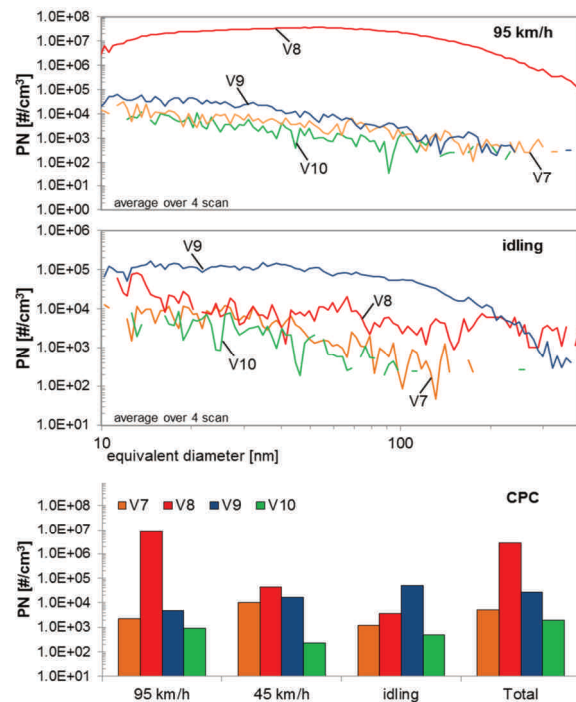 1.0E+08
95 km/h
1.0E+07
V8
1.0E+06
1.0E+05
V9
1.0E+04
1.0E+03
1.0E+02
V10
V7
1.0E+01
1.0E+00
average over 4 scan
PN [#/cm³]
1.0E+06
idling
V9
1.0E+05
V8
1.0E+04
1.0E+03
V10
1.0E+02
V7
1.0E+01
average over 4 scan
PN [#/cm³]
10
100
equivalent diameter [nm]
1.0E+08
V7 V8 V9 V10
CPC
1.0E+07
1.0E+06
1.0E+05
1.0E+04
1.0E+03
1.0E+02
1.0E+01
PN [#/cm³]
95 km/h 45 km/h idling Total